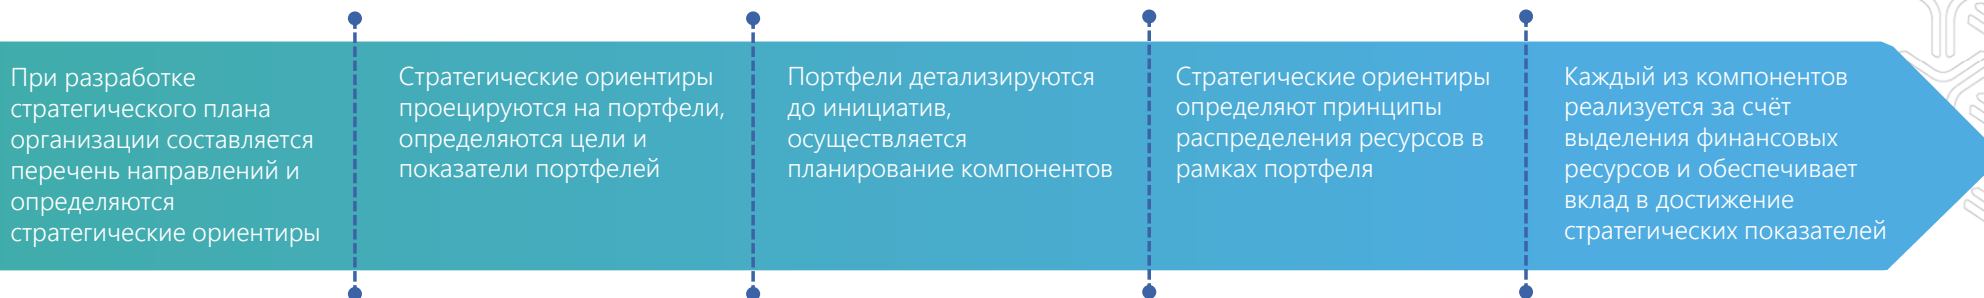 При разработке
стратегического плана
организации составляется
перечень направлений и
определяются
стратегические ориентиры
Стратегические ориентиры
проецируются на портфели,
определяются цели и
показатели портфелей
Портфели детализируются
до инициатив,
осуществляется
планирование компонентов
Стратегические ориентиры
определяют принципы
распределения ресурсов в
рамках портфеля
Каждый из компонентов
реализуется за счёт
выделения финансовых
ресурсов и обеспечивает
вклад в достижение
стратегических показателей